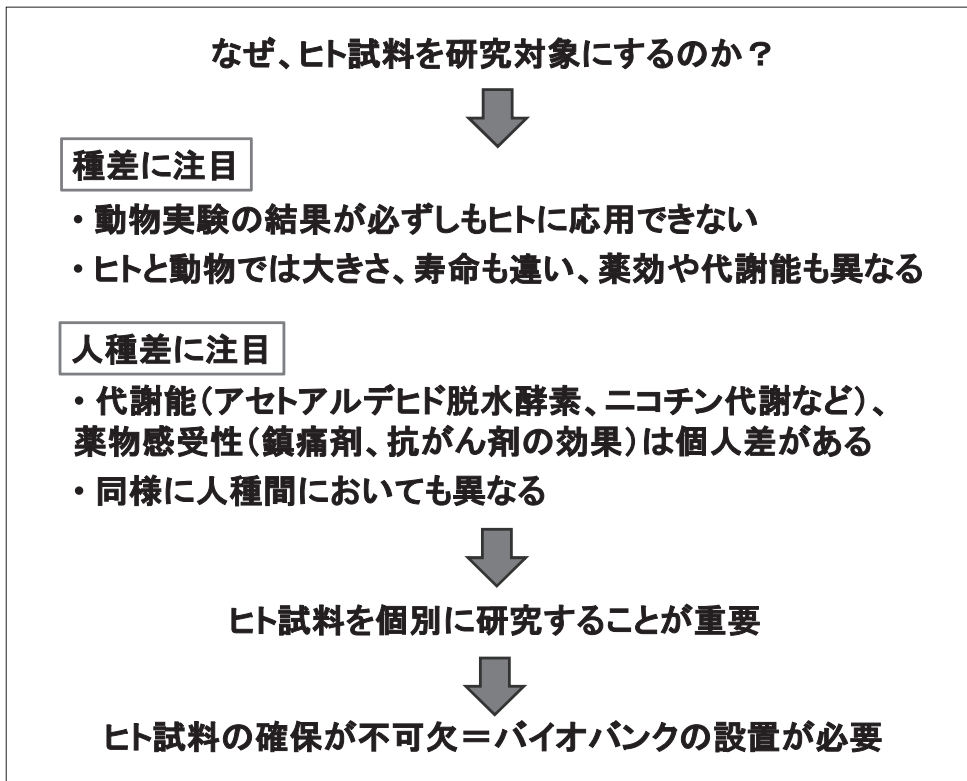 なぜ、ヒト試料を研究対象にするのか？
種差に注目
・動物実験の結果が必ずしもヒトに応用できない
・ヒトと動物では大きさ、寿命も違い、薬効や代謝能も異なる
人種差に注目
・代謝能（アセトアルデヒド脱水酵素、ニコチン代謝など）、
薬物感受性（鎮痛剤、抗がん剤の効果）は個人差がある
・同様に人種間においても異なる
ヒト試料を個別に研究することが重要
ヒト試料の確保が不可欠＝バイオバンクの設置が必要